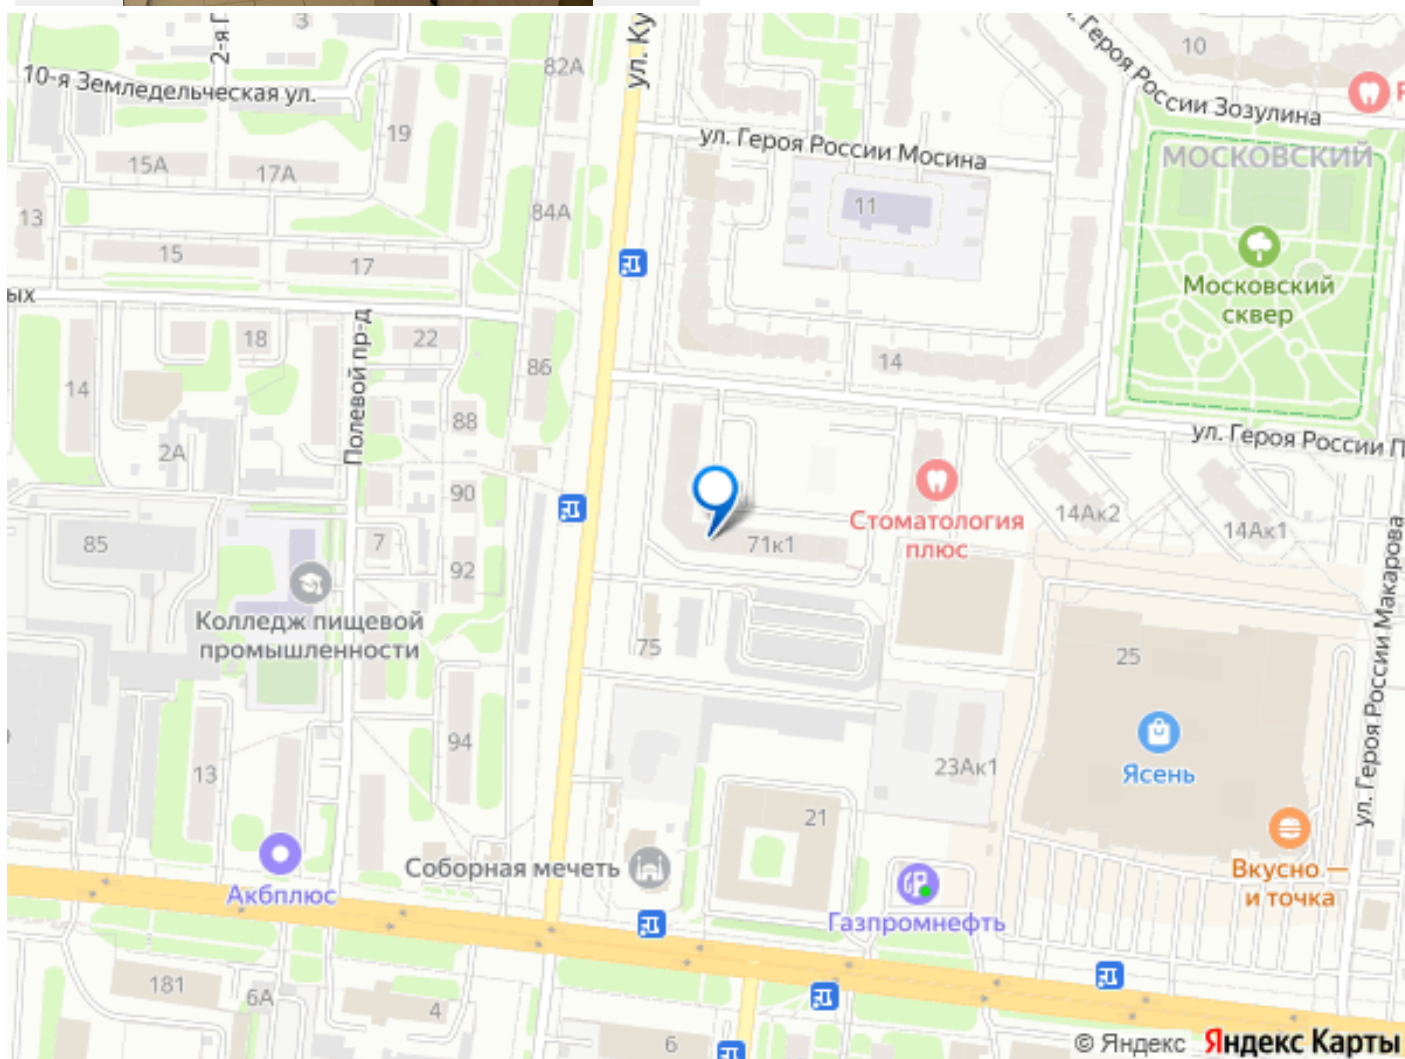 3
2-я
10-я Земледельческая ул.
82А
ул. Ку
Героя России Зозулина
10
19
ул. Героя России Мосина
МОСКОВСКИЙ
15А
17А
13
84А
11
15
17
Московский
сквер
ых
18
22
86
14
14
Полевой пр-д
88
2А
ул. Героя России П
90
Стоматология
плюс
14Ак2
14Ак1
85
7
71к1
92
Колледж пищевой
промышленности
75
25
ул. Героя России Макарова
94
13
23Ак1
Ясень
21
Соборная мечеть
Акбплюс
Газпромнефть
Вкусно —
и точка
181
6А
4
6
© Яндекс Яндекс Карты